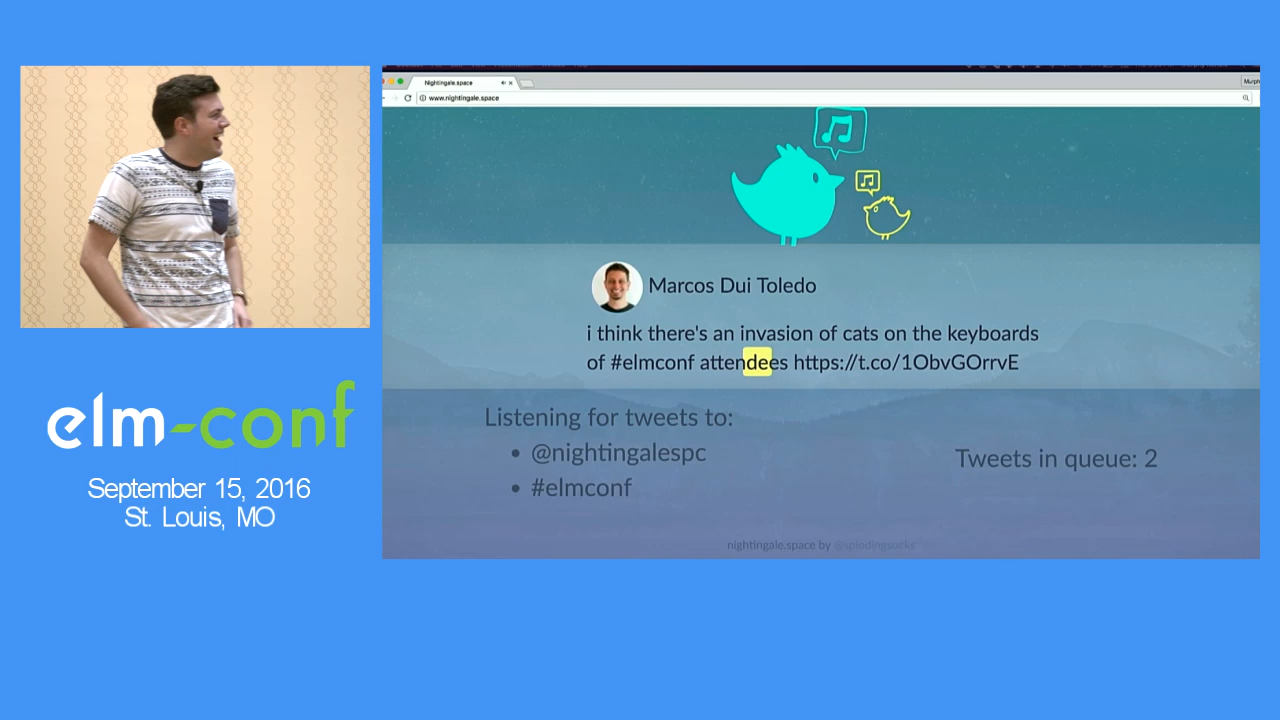 Nightingale.space
Murph
www.nightingale.space
Marcos Dui Toledo
i think there's an invasion of cats on the keyboards
of #elmconf attendees https://t.co/1ObvGOrrvE
Listening for tweets to:
• @nightingalespc
• #elmconf
Tweets in queue: 2
nightingale.space by @splodingsocks
elm-conf
September 15, 2016
St. Louis, MO